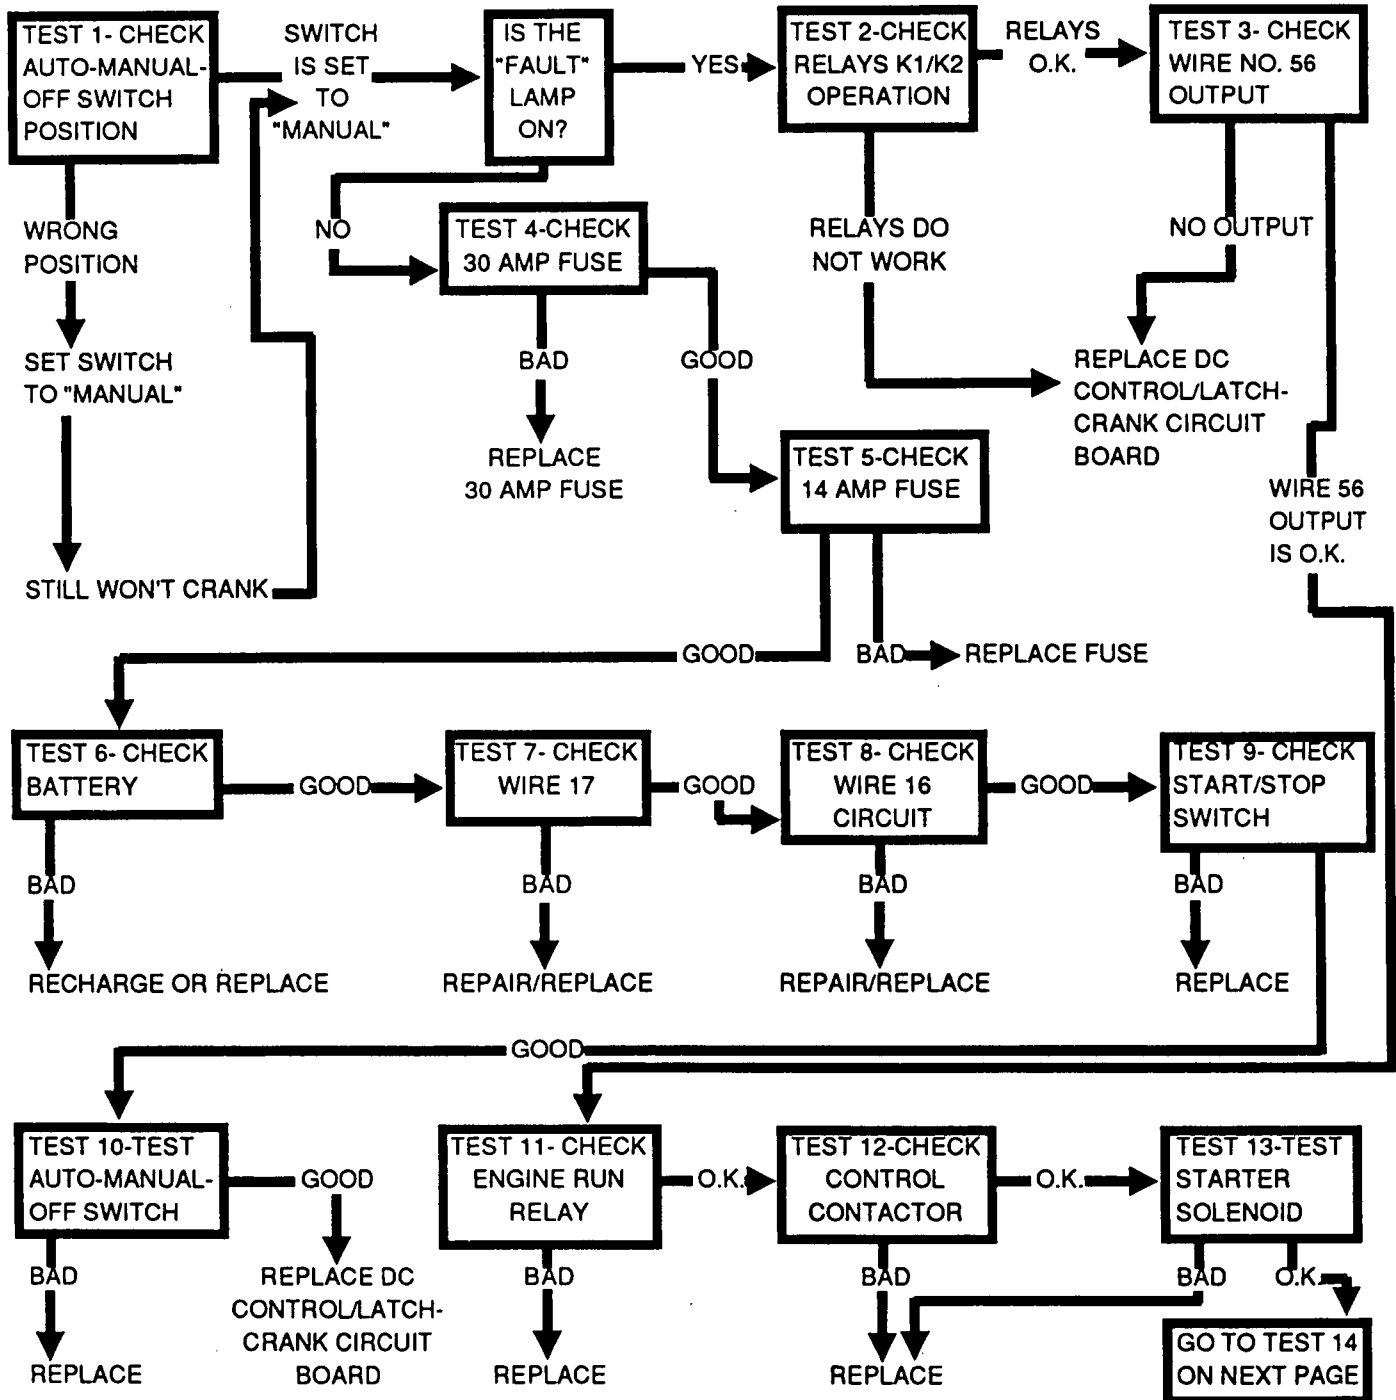 TEST 1- CHECK
AUTO-MANUAL-
OFF SWITCH
POSITION
SWITCH
IS SET
TO
"MANUAL"
IS THE
"FAULT"
LAMP
ON?
YES
TEST 2-CHECK
RELAYS K1/K2
OPERATION
RELAYS
O.K.
TEST 3- CHECK
WIRE NO. 56
OUTPUT
WRONG
POSITION
NO
TEST 4-CHECK
30 AMP FUSE
RELAYS DO
NOT WORK
NO OUTPUT
SET SWITCH
TO "MANUAL"
BAD
GOOD
REPLACE DC
CONTROL/LATCH-
CRANK CIRCUIT
BOARD
REPLACE
30 AMP FUSE
TEST 5-CHECK
14 AMP FUSE
WIRE 56
OUTPUT
IS O.K.
STILL WON'T CRANK
GOOD
BAD
REPLACE FUSE
TEST 6- CHECK
BATTERY
GOOD
TEST 7- CHECK
WIRE 17
GOOD
TEST 8- CHECK
WIRE 16
CIRCUIT
GOOD
TEST 9- CHECK
START/STOP
SWITCH
BAD
BAD
BAD
BAD
RECHARGE OR REPLACE
REPAIR/REPLACE
REPAIR/REPLACE
REPLACE
GOOD
TEST 10-TEST
AUTO-MANUAL-
OFF SWITCH
GOOD
TEST 11- CHECK
ENGINE RUN
RELAY
O.K.
TEST 12-CHECK
CONTROL
CONTACTOR
O.K.
TEST 13-TEST
STARTER
SOLENOID
BAD
REPLACE DC
CONTROL/LATCH-
CRANK CIRCUIT
BOARD
BAD
BAD
BAD
O.K.
REPLACE
REPLACE
REPLACE
GO TO TEST 14
ON NEXT PAGE